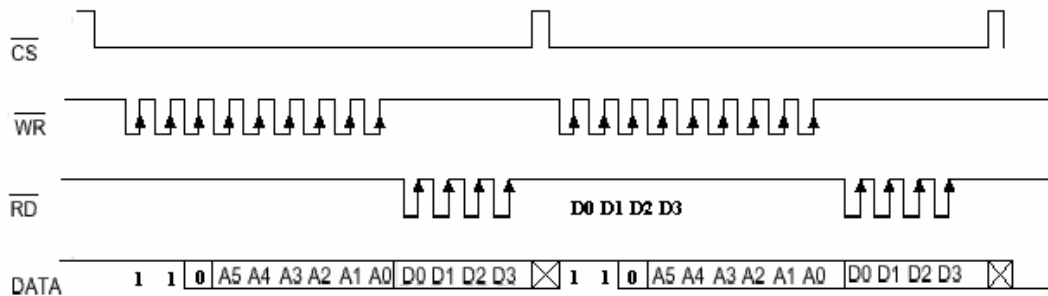 CS
WR
RD D0 D1 D2 D3
DATA 1 1 0 A5 A4 A3 A2 A1 A0 D0 D1 D2 D3 1 1 0 A5 A4 A3 A2 A1 A0 D0 D1 D2 D3